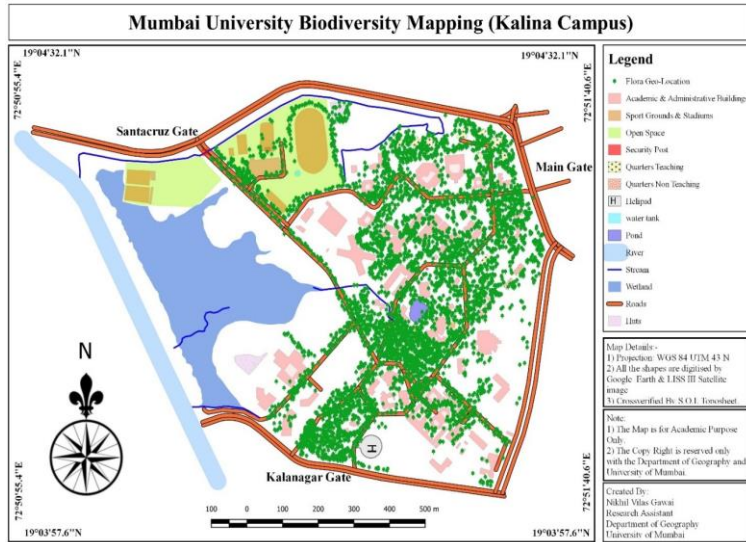 Mumbai University Biodiversity Mapping (Kalina Campus)
19°04'32.1"N
19°04'32.1"N
72°50'55.4"E
72°51'40.6"E
Santacruz Gate
Main Gate
N
H
Kalanagar Gate
72°50'55.4"E
72°51'40.6"E
100 0 100 200 300 400 500 m
19°03'57.6"N
19°03'57.6"N
Legend
Flora Geo-Location
Academic & Administrative Buildings
Sport Grounds & Stadiums
Open Space
Security Post
Quarters Teaching
Quarters Non Teaching
H Helipad
water tank
Pond
River
Stream
Wetland
Roads
Huts
Map Details:-
1) Projection: WGS 84 UTM 43 N
2) All the shapes are digitised by
Google Earth & LISS III Satellite
image
3) Crossverified By S.O.I. Toposheet.
Note:
1) The Map is for Academic Purpose
Only.
2) The Copy Right is reserved only
with the Department of Geography and
University of Mumbai.
Created By:
Nikhil Vilas Gawai
Research Assistant
Department of Geography
University of Mumbai